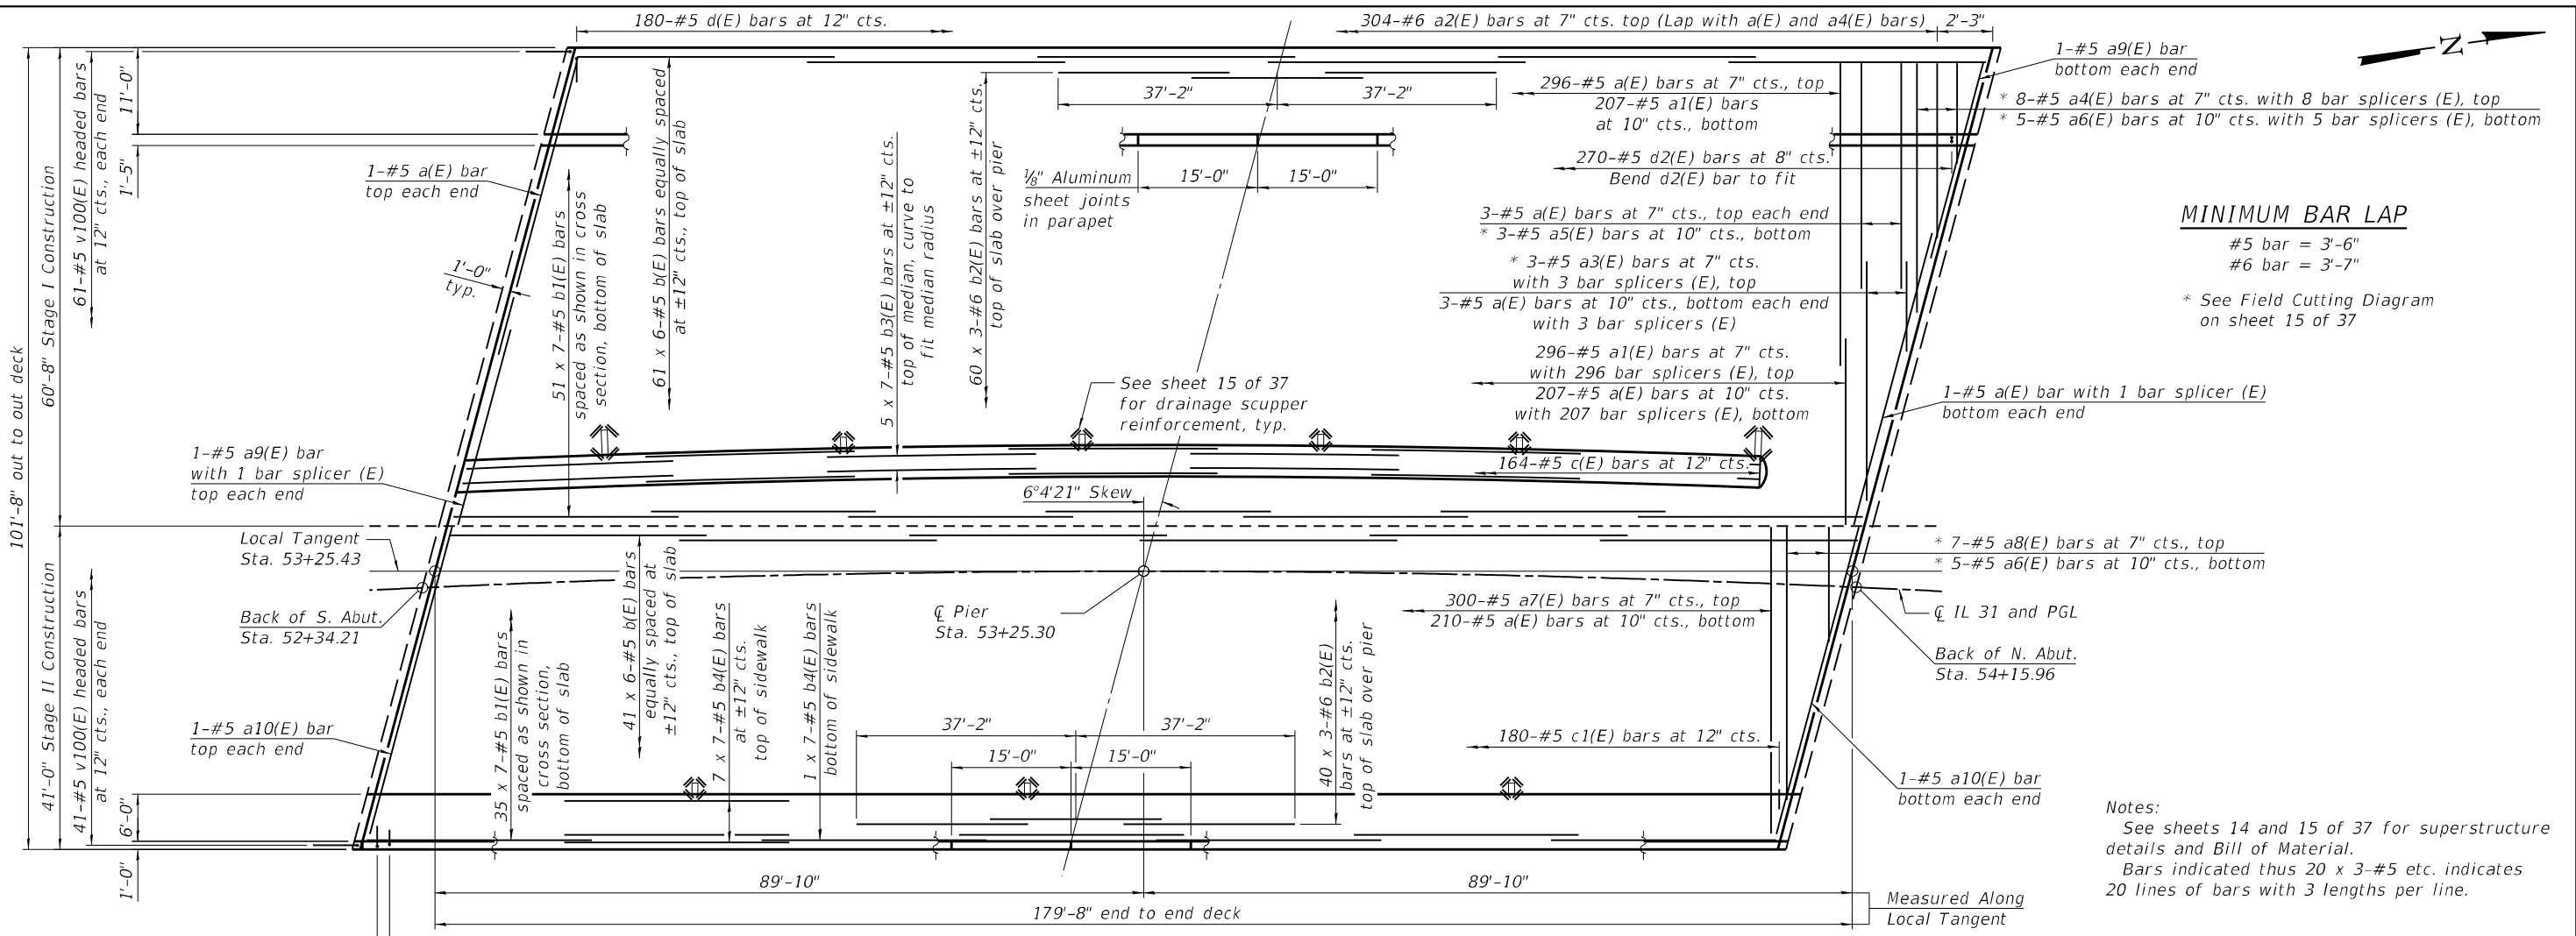 180-#5 d(E) bars at 12" cts.
304-#6 a2(E) bars at 7" cts. top (Lap with a(E) and a4(E) bars)
2'-3"
1-#5 a9(E) bar
bottom each end
N
* 8-#5 a4(E) bars at 7" cts. with 8 bar splicers (E), top
* 5-#5 a6(E) bars at 10" cts. with 5 bar splicers (E), bottom
101'-8" out to out deck
60'-8" Stage I Construction
61-#5 v100(E) headed bars
at 12" cts., each end
11'-0"
1'-5"
1-#5 a(E) bar
top each end
1'-0"
typ.
51 x 7-#5 b1(E) bars
spaced as shown in cross
section, bottom of slab
61 x 6-#5 b(E) bars equally spaced
at ±12" cts., top of slab
5 x 7-#5 b3(E) bars at ±12" cts.
top of median, curve to
fit median radius
60 x 3-#6 b2(E) bars at ±12" cts.
top of slab over pier
37'-2"
37'-2"
⅛" Aluminum
sheet joints
in parapet
15'-0"
15'-0"
296-#5 a(E) bars at 7" cts., top
207-#5 a1(E) bars
at 10" cts., bottom
270-#5 d2(E) bars at 8" cts.
Bend d2(E) bar to fit
3-#5 a(E) bars at 7" cts., top each end
* 3-#5 a5(E) bars at 10" cts., bottom
* 3-#5 a3(E) bars at 7" cts.
with 3 bar splicers (E), top
3-#5 a(E) bars at 10" cts., bottom each end
with 3 bar splicers (E)
296-#5 a1(E) bars at 7" cts.
with 296 bar splicers (E), top
207-#5 a(E) bars at 10" cts.
with 207 bar splicers (E), bottom
MINIMUM BAR LAP
#5 bar = 3'-6"
#6 bar = 3'-7"
* See Field Cutting Diagram
on sheet 15 of 37
See sheet 15 of 37
for drainage scupper
reinforcement, typ.
1-#5 a(E) bar with 1 bar splicer (E)
bottom each end
1-#5 a9(E) bar
with 1 bar splicer (E)
top each end
164-#5 c(E) bars at 12" cts.
6°4'21" Skew
Local Tangent
Sta. 53+25.43
Back of S. Abut.
Sta. 52+34.21
℄ Pier
Sta. 53+25.30
* 7-#5 a8(E) bars at 7" cts., top
* 5-#5 a6(E) bars at 10" cts., bottom
300-#5 a7(E) bars at 7" cts., top
210-#5 a(E) bars at 10" cts., bottom
℄ IL 31 and PGL
Back of N. Abut.
Sta. 54+15.96
41'-0" Stage II Construction
41-#5 v100(E) headed bars
at 12" cts., each end
6'-0"
1'-0"
1-#5 a10(E) bar
top each end
35 x 7-#5 b1(E) bars
spaced as shown in
cross section,
bottom of slab
41 x 6-#5 b(E) bars
equally spaced at
±12" cts., top of slab
7 x 7-#5 b4(E) bars
at ±12" cts.
top of sidewalk
1 x 7-#5 b4(E) bars
bottom of sidewalk
37'-2"
37'-2"
15'-0"
15'-0"
40 x 3-#6 b2(E)
bars at ±12" cts.
top of slab over pier
180-#5 c1(E) bars at 12" cts.
1-#5 a10(E) bar
bottom each end
Notes:
See sheets 14 and 15 of 37 for superstructure
details and Bill of Material.
Bars indicated thus 20 x 3-#5 etc. indicates
20 lines of bars with 3 lengths per line.
89'-10"
89'-10"
179'-8" end to end deck
Measured Along
Local Tangent